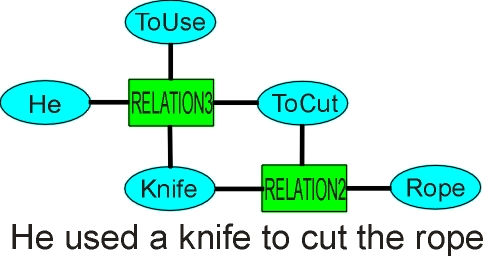 ToUse
He RELATION3 ToCut
Knife RELATION2 Rope
He used a knife to cut the rope